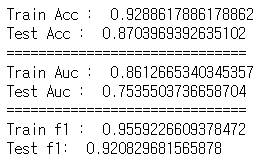 Train Acc :  0.9288617886178862
Test Acc :  0.8703969392635102
==============================
Train Auc :  0.8612665340345357
Test Auc :  0.7535503736658704
==============================
Train f1 :  0.9559226609378472
Test f1:  0.920829681565878